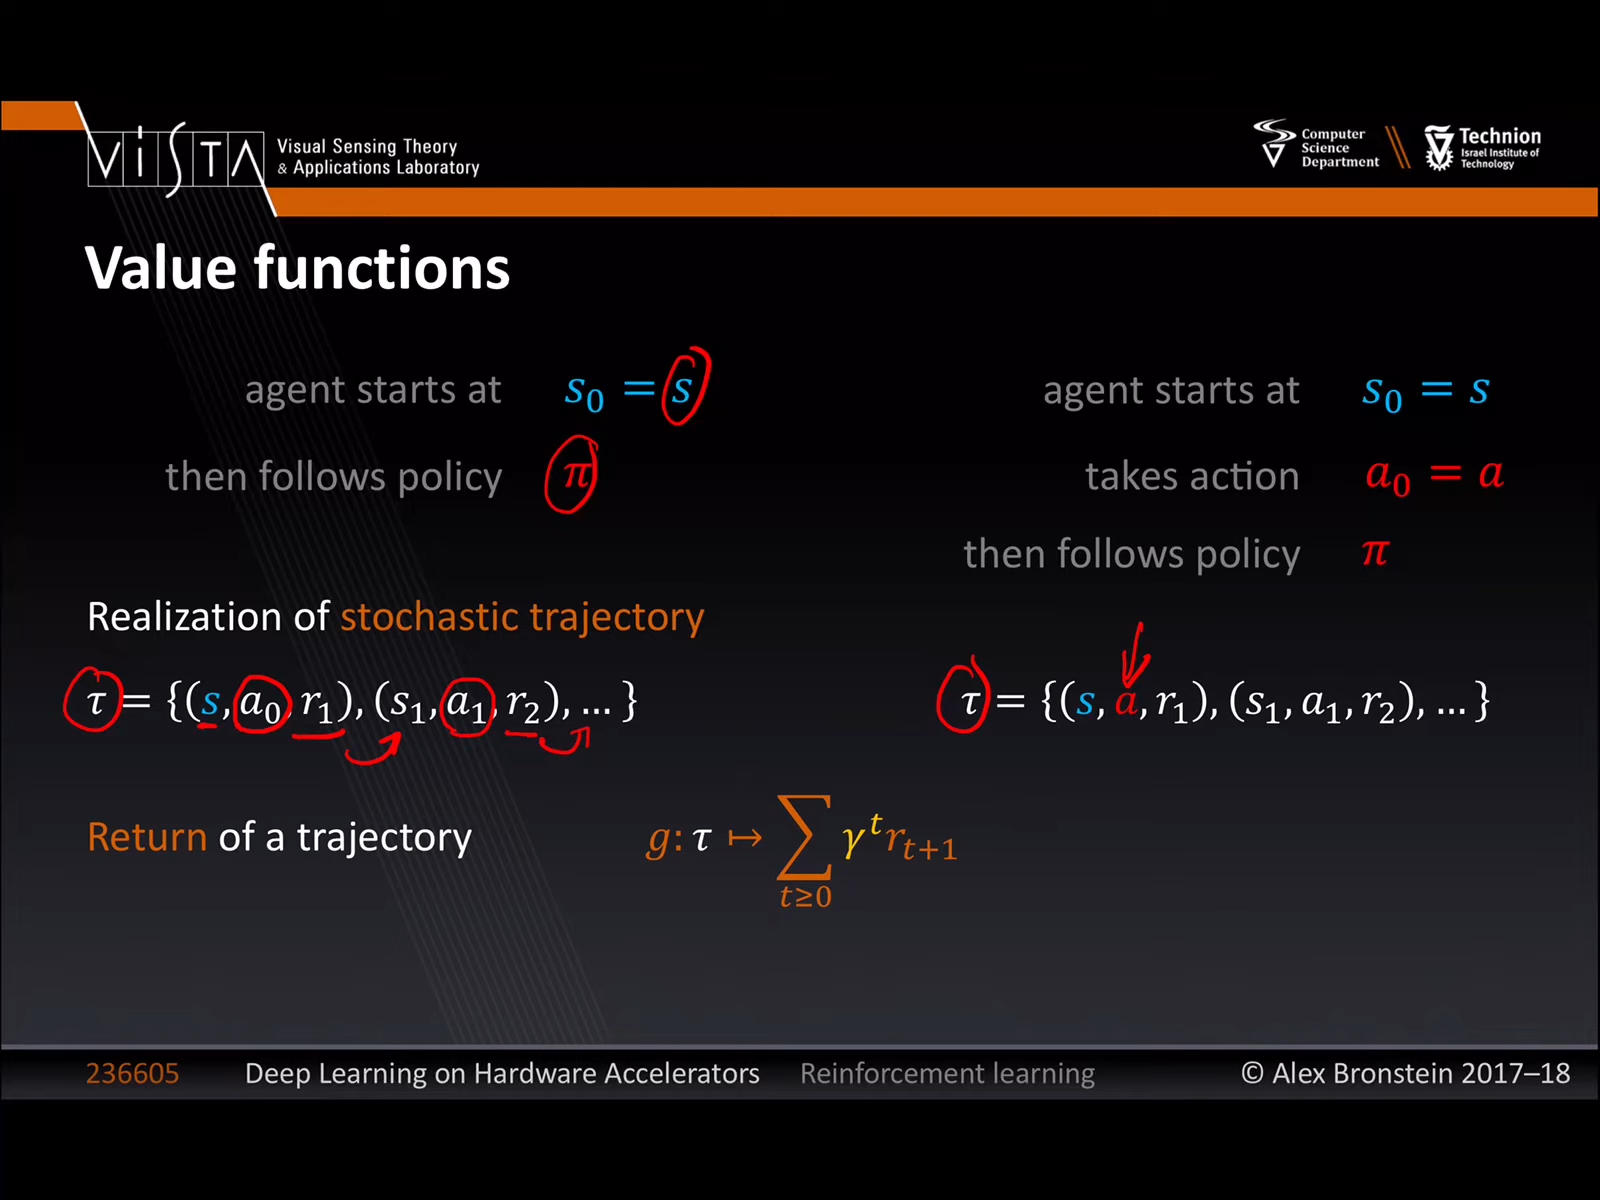 ViSTA
Visual Sensing Theory
& Applications Laboratory
Computer
Science
Department
Technion
Israel Institute of
Technology
Value functions
agent starts at s₀ = s
then follows policy π
agent starts at s₀ = s
takes action a₀ = a
then follows policy π
Realization of stochastic trajectory
τ = {(s, a₀, r₁), (s₁, a₁, r₂), … }
τ = {(s, a, r₁), (s₁, a₁, r₂), … }
Return of a trajectory g: τ ↦ ∑_{t≥0} γᵗ r_{t+1}
236605 Deep Learning on Hardware Accelerators Reinforcement learning © Alex Bronstein 2017–18